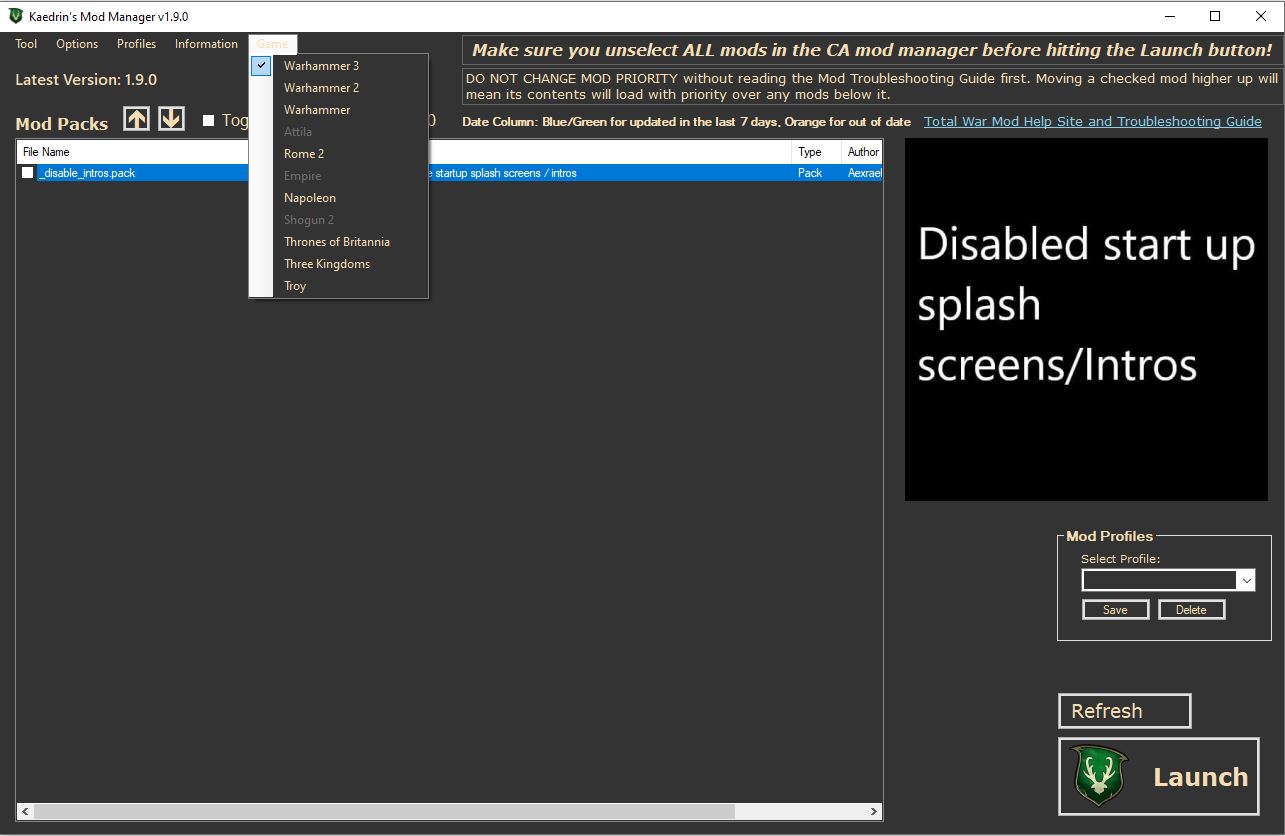 Kaedrin's Mod Manager v1.9.0
Tool Options Profiles Information Game
Make sure you unselect ALL mods in the CA mod manager before hitting the Launch button!
Latest Version: 1.9.0
DO NOT CHANGE MOD PRIORITY without reading the Mod Troubleshooting Guide first. Moving a checked mod higher up will
mean its contents will load with priority over any mods below it.
Mod Packs
Tog
0
Date Column: Blue/Green for updated in the last 7 days, Orange for out of date
Total War Mod Help Site and Troubleshooting Guide
Warhammer 3
Warhammer 2
Warhammer
Attila
Rome 2
Empire
Napoleon
Shogun 2
Thrones of Britannia
Three Kingdoms
Troy
File Name Type Author
_disable_intros.pack e startup splash screens / intros Pack Aexrael
Disabled start up
splash
screens/Intros
Mod Profiles
Select Profile:
Save Delete
Refresh
Launch